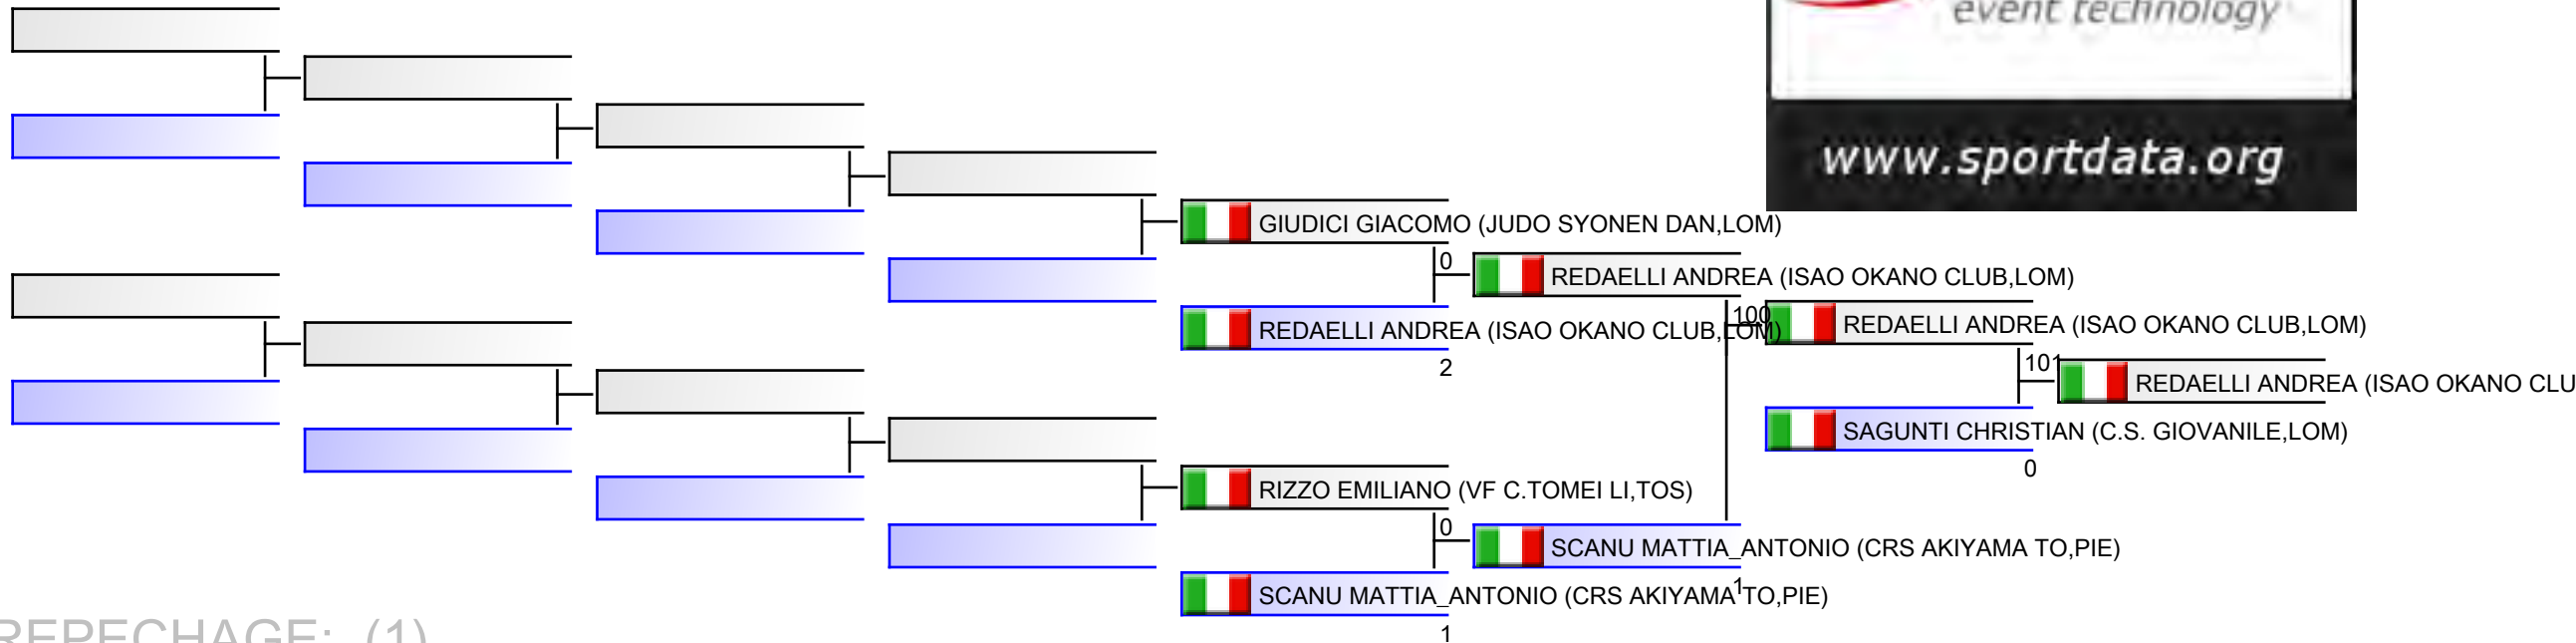 event technology
www.sportdata.org
GIUDICI GIACOMO (JUDO SYONEN DAN,LOM)
0
REDAELLI ANDREA (ISAO OKANO CLUB,LOM)
100
REDAELLI ANDREA (ISAO OKANO CLUB,LOM)
REDAELLI ANDREA (ISAO OKANO CLUB,LOM)
2
101
REDAELLI ANDREA (ISAO OKANO CLU
SAGUNTI CHRISTIAN (C.S. GIOVANILE,LOM)
0
RIZZO EMILIANO (VF C.TOMEI LI,TOS)
0
SCANU MATTIA_ANTONIO (CRS AKIYAMA TO,PIE)
1
SCANU MATTIA_ANTONIO (CRS AKIYAMA TO,PIE)
1
REPECHAGE: (1)